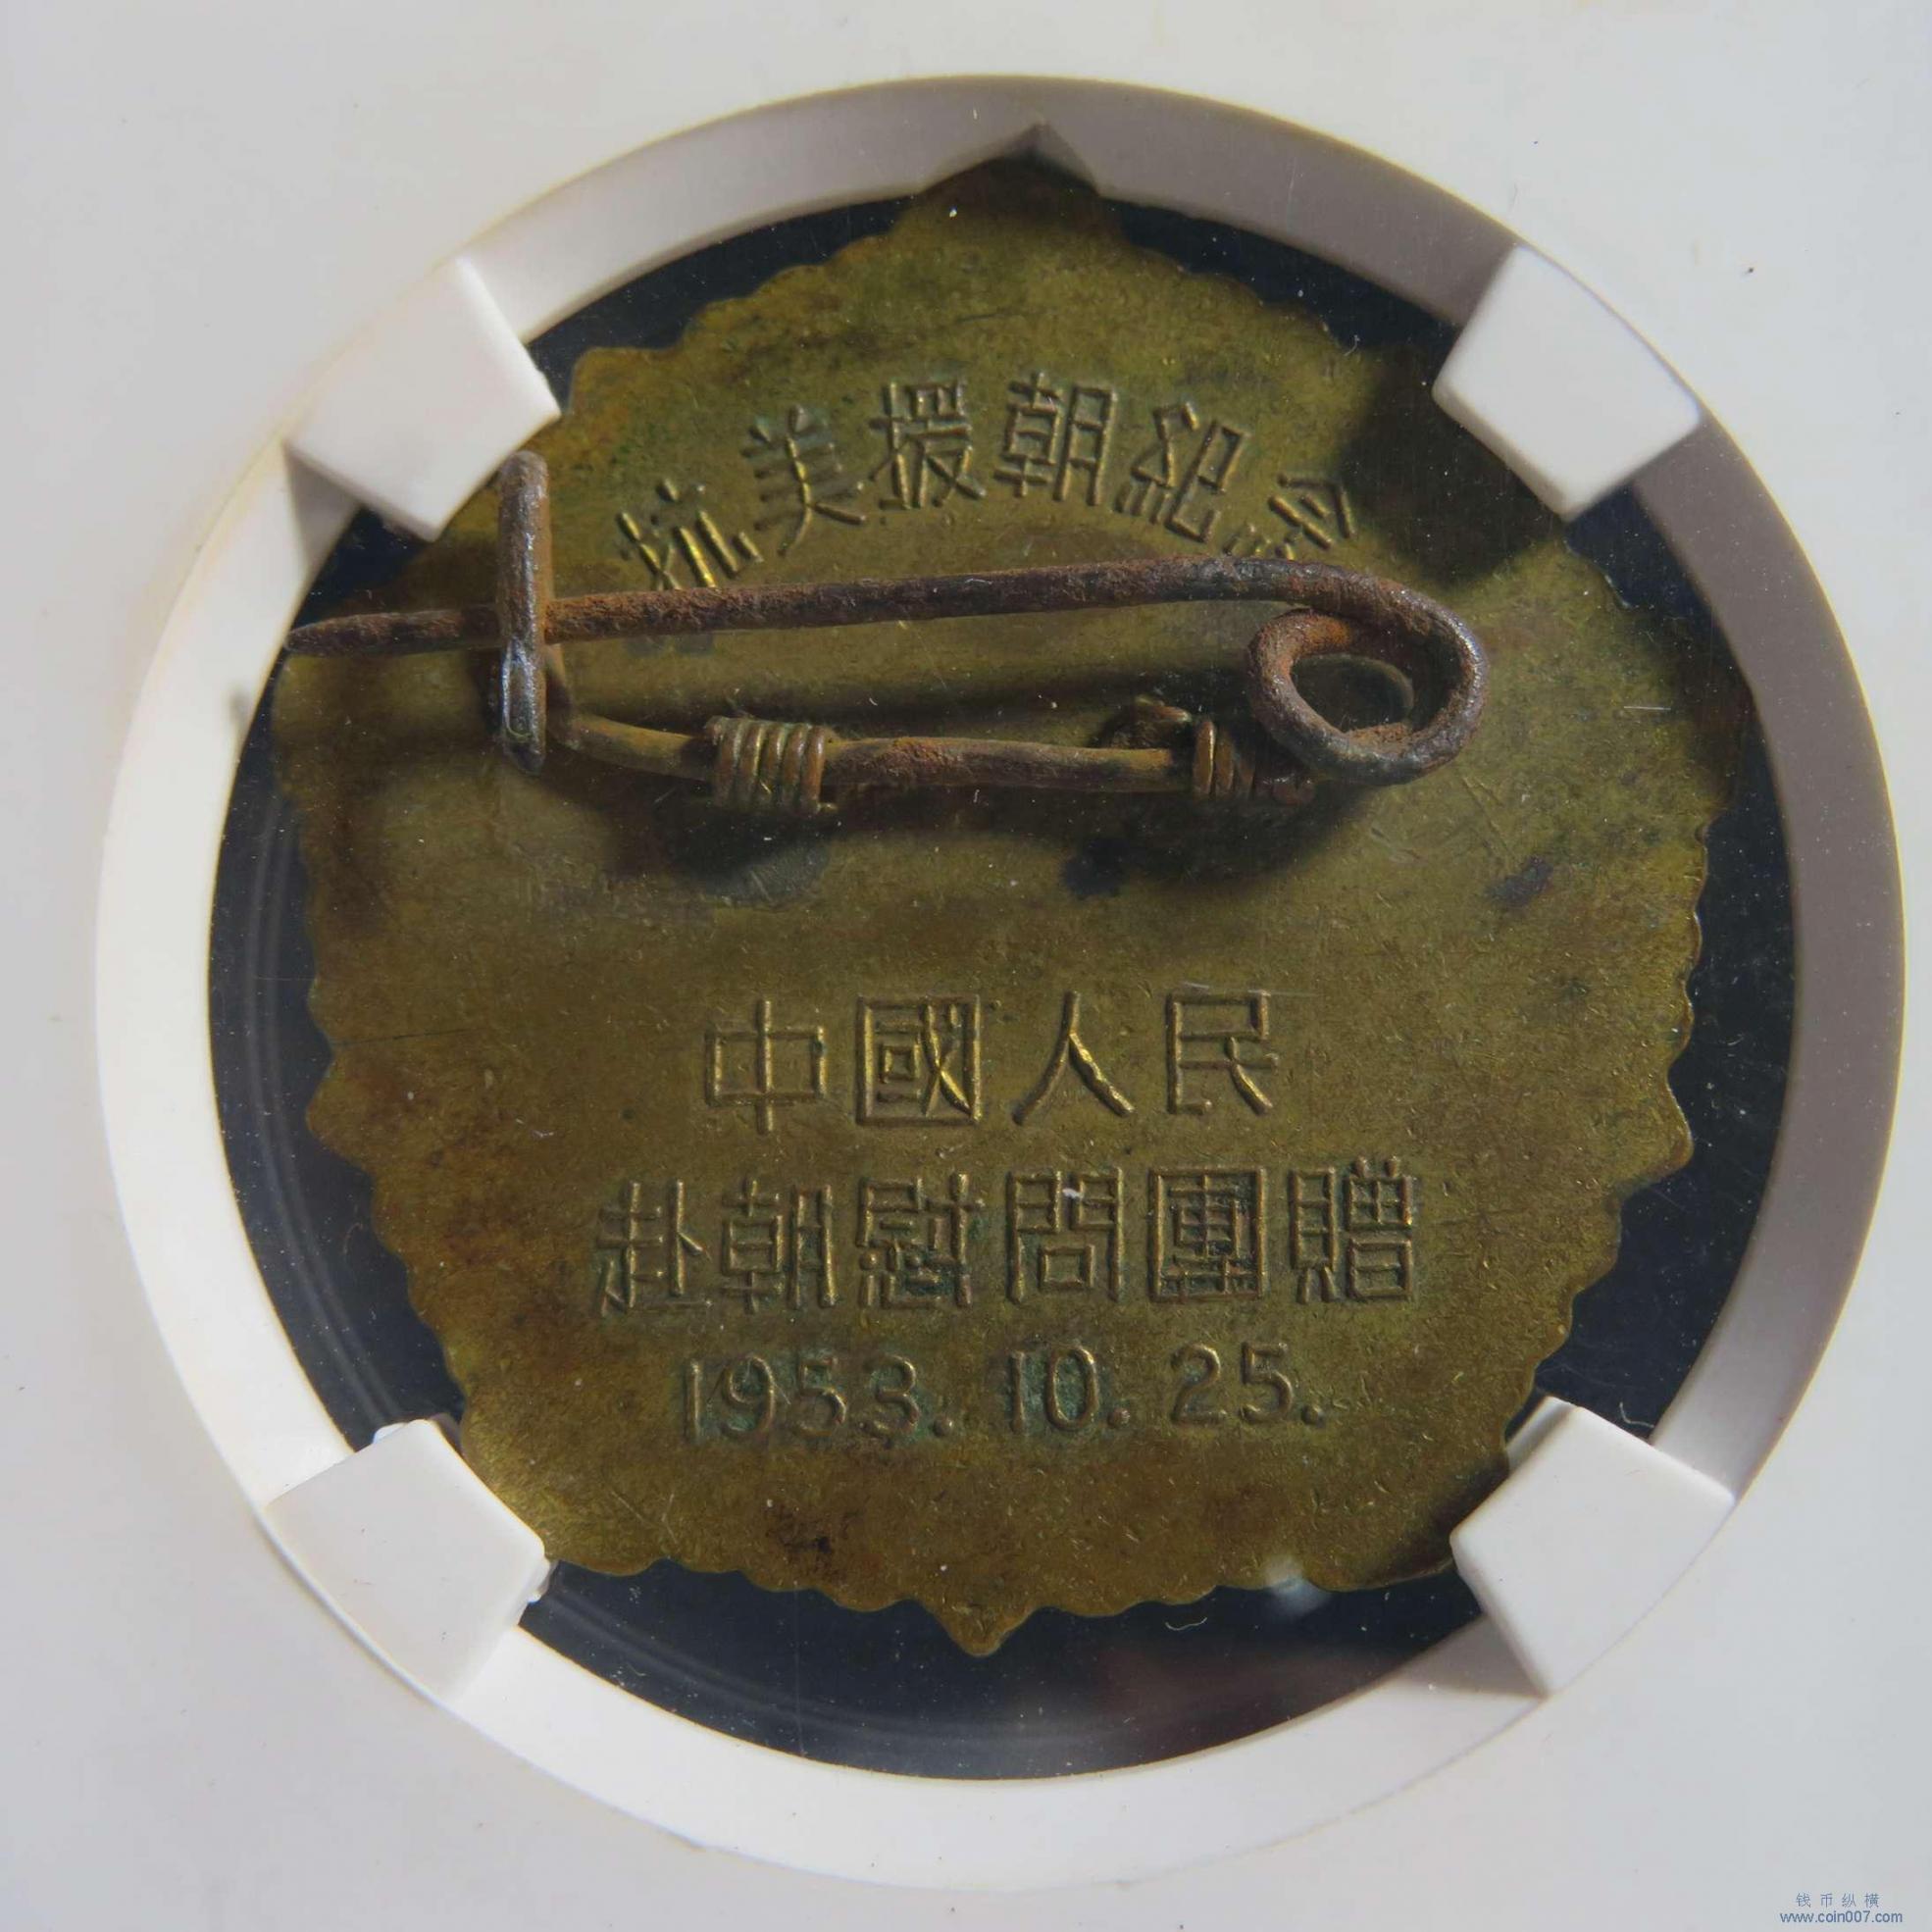 抗美援朝紀念
中國人民
赴朝慰問團贈
1953.10.25.
钱币纵横
www.coin007.com